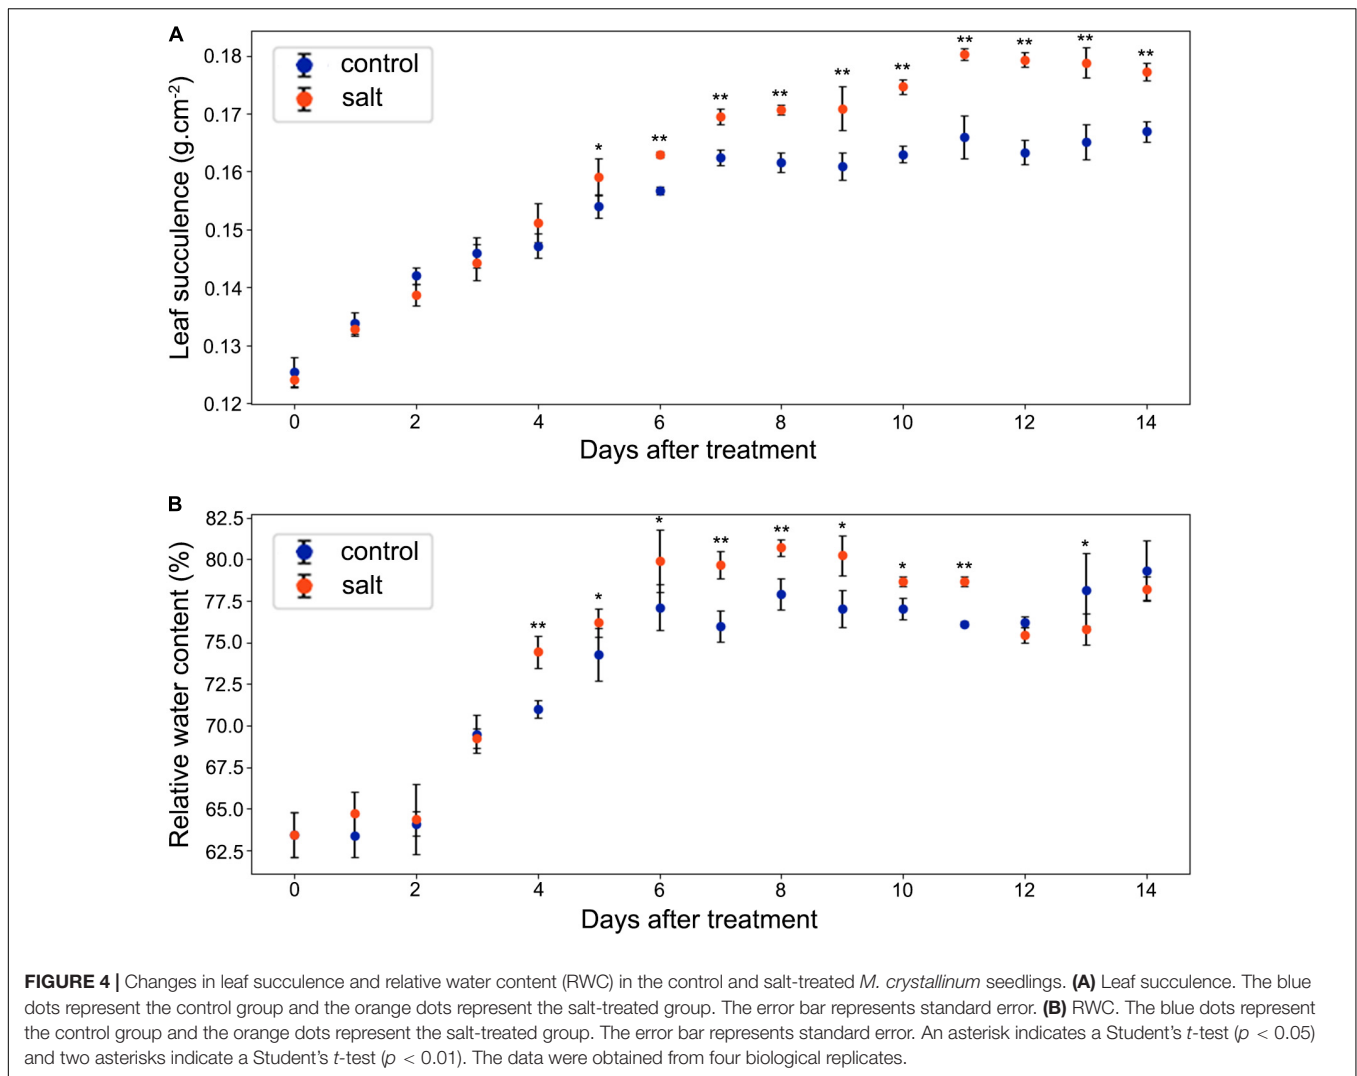 A
control
salt
** ** ** **
** **
** ** **
**
*
0.18
0.17
0.16
0.15
0.14
0.13
0.12
Leaf succulence (g.cm-2)
0 2 4 6 8 10 12 14
Days after treatment
B
control
salt
* ** ** * * ** *
** *
82.5
80.0
77.5
75.0
72.5
70.0
67.5
65.0
62.5
Relative water content (%)
0 2 4 6 8 10 12 14
Days after treatment
FIGURE 4 | Changes in leaf succulence and relative water content (RWC) in the control and salt-treated M. crystallinum seedlings. (A) Leaf succulence. The blue
dots represent the control group and the orange dots represent the salt-treated group. The error bar represents standard error. (B) RWC. The blue dots represent
the control group and the orange dots represent the salt-treated group. The error bar represents standard error. An asterisk indicates a Student's t-test (p < 0.05)
and two asterisks indicate a Student's t-test (p < 0.01). The data were obtained from four biological replicates.